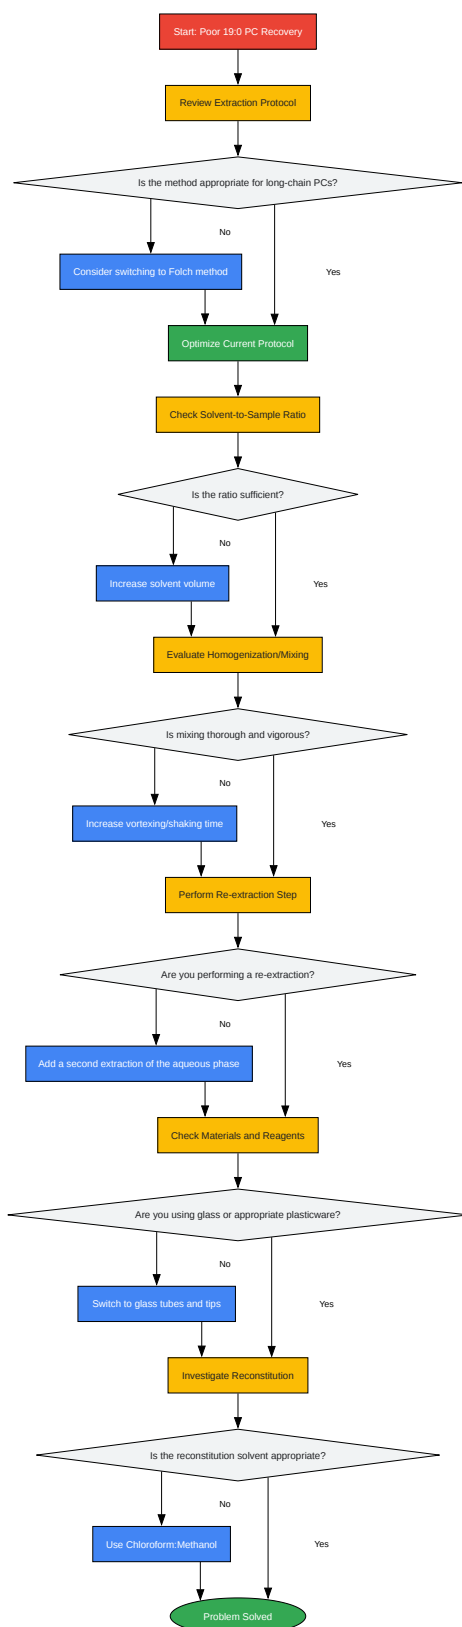 Start: Poor 19:0 PC Recovery
Review Extraction Protocol
Is the method appropriate for long-chain PCs?
No
Consider switching to Folch method
Yes
Optimize Current Protocol
Check Solvent-to-Sample Ratio
Is the ratio sufficient?
No
Increase solvent volume
Yes
Evaluate Homogenization/Mixing
Is mixing thorough and vigorous?
No
Increase vortexing/shaking time
Yes
Perform Re-extraction Step
Are you performing a re-extraction?
No
Add a second extraction of the aqueous phase
Yes
Check Materials and Reagents
Are you using glass or appropriate plasticware?
No
Switch to glass tubes and tips
Yes
Investigate Reconstitution
Is the reconstitution solvent appropriate?
No
Use Chloroform:Methanol
Yes
Problem Solved